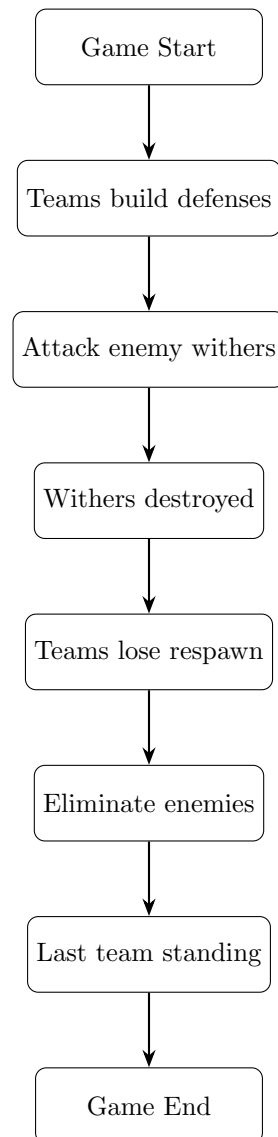 Game Start
Teams build defenses
Attack enemy withers
Withers destroyed
Teams lose respawn
Eliminate enemies
Last team standing
Game End